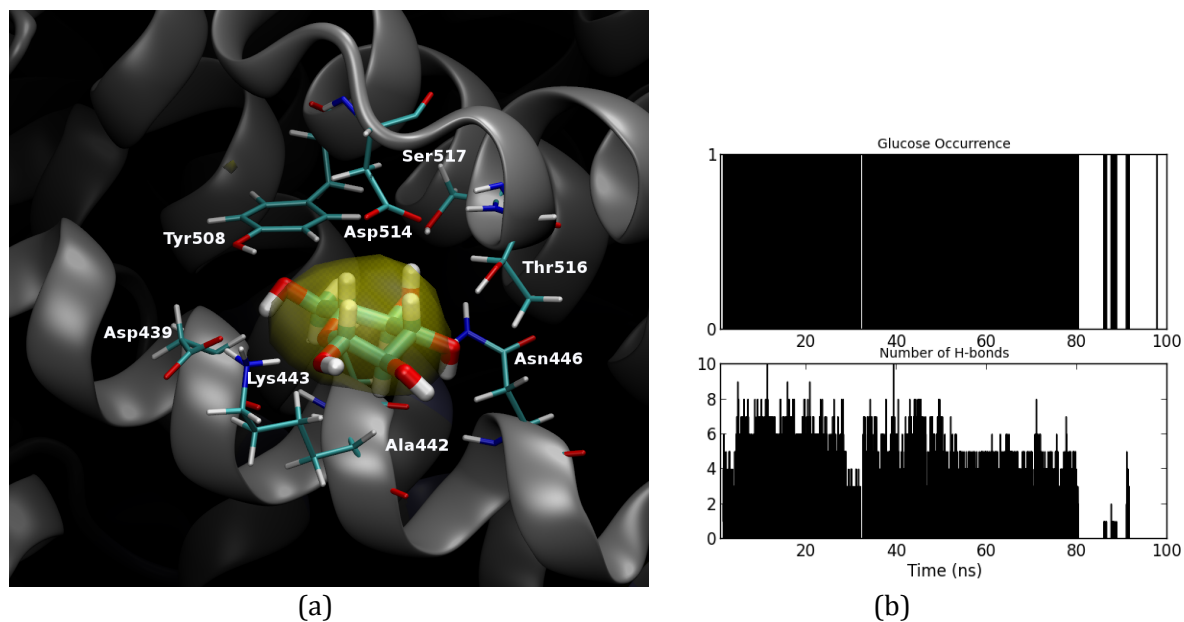 Ser517
Tyr508
Asp514
Thr516
Asp439
Lys443
Asn446
Ala442
(a)
Glucose Occurrence
1
0
20 40 60 80 100
Number of H-bonds
10
8
6
4
2
0
20 40 60 80 100
Time (ns)
(b)